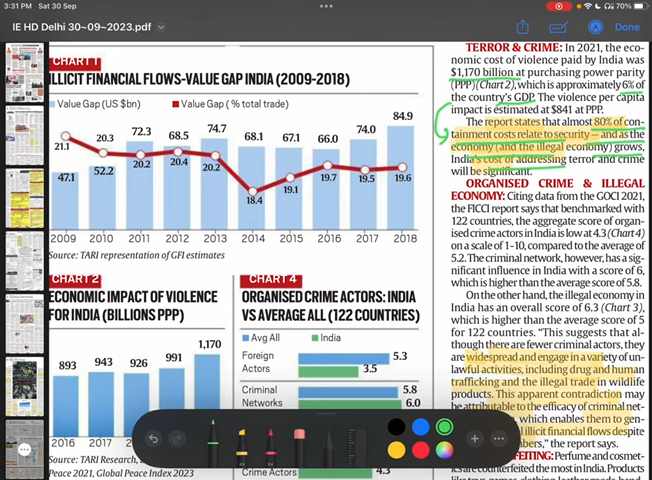 3:31 PM Sat 30 Sep
70%
IE HD Delhi 30~09~2023.pdf
Done
CHART 1
ILLICIT FINANCIAL FLOWS-VALUE GAP INDIA (2009-2018)
Value Gap (US $bn) Value Gap (% total trade)
84.9
72.3 68.5 74.7 68.1 67.1 66.0 74.0
21.1 20.3 20.2 20.4 20.2 18.4 19.1 19.7 19.5 19.6
47.1 52.2
2009 2010 2011 2012 2013 2014 2015 2016 2017 2018
Source: TARI representation of GFI estimates
CHART 2
ECONOMIC IMPACT OF VIOLENCE
FOR INDIA (BILLIONS PPP)
893 943 926 991 1,170
2016
Source: TARI Research,
Peace 2021, Global Peace Index 2023
CHART 4
ORGANISED CRIME ACTORS: INDIA
VS AVERAGE ALL (122 COUNTRIES)
Avg All India
Foreign
Actors
5.3
3.5
Criminal
Networks
5.8
6.0
Crime Actors
4.3
TERROR & CRIME: In 2021, the eco-
nomic cost of violence paid by India was
$1,170 billion at purchasing power parity
(PPP) (Chart 2), which is approximately 6% of
the country's GDP. The violence per capita
impact is estimated at $841 at PPP.
The report states that almost 80% of con-
tainment costs relate to security — and as the
economy (and the illegal economy) grows,
India's cost of addressing terror and crime
will be significant.
ORGANISED CRIME & ILLEGAL
ECONOMY: Citing data from the GOCI 2021,
the FICCI report says that benchmarked with
122 countries, the aggregate score of organ-
ised crime actors in India is low at 4.3 (Chart 4)
on a scale of 1-10, compared to the average of
5.2. The criminal network, however, has a sig-
nificant influence in India with a score of 6,
which is higher than the average score of 5.8.
On the other hand, the illegal economy in
India has an overall score of 6.3 (Chart 3),
which is higher than the average score of 5
for 122 countries. "This suggests that al-
though there are fewer criminal actors, they
are widespread and engage in a variety of un-
lawful activities, including drug and human
trafficking and the illegal trade in wildlife
products. This apparent contradiction may
be attributable to the efficacy of criminal net-
which enables them to gen-
illicit financial flows despite
bers," the report says.
FEITING: Perfume and cosmet-
ics are counterfeited the most in India. Products